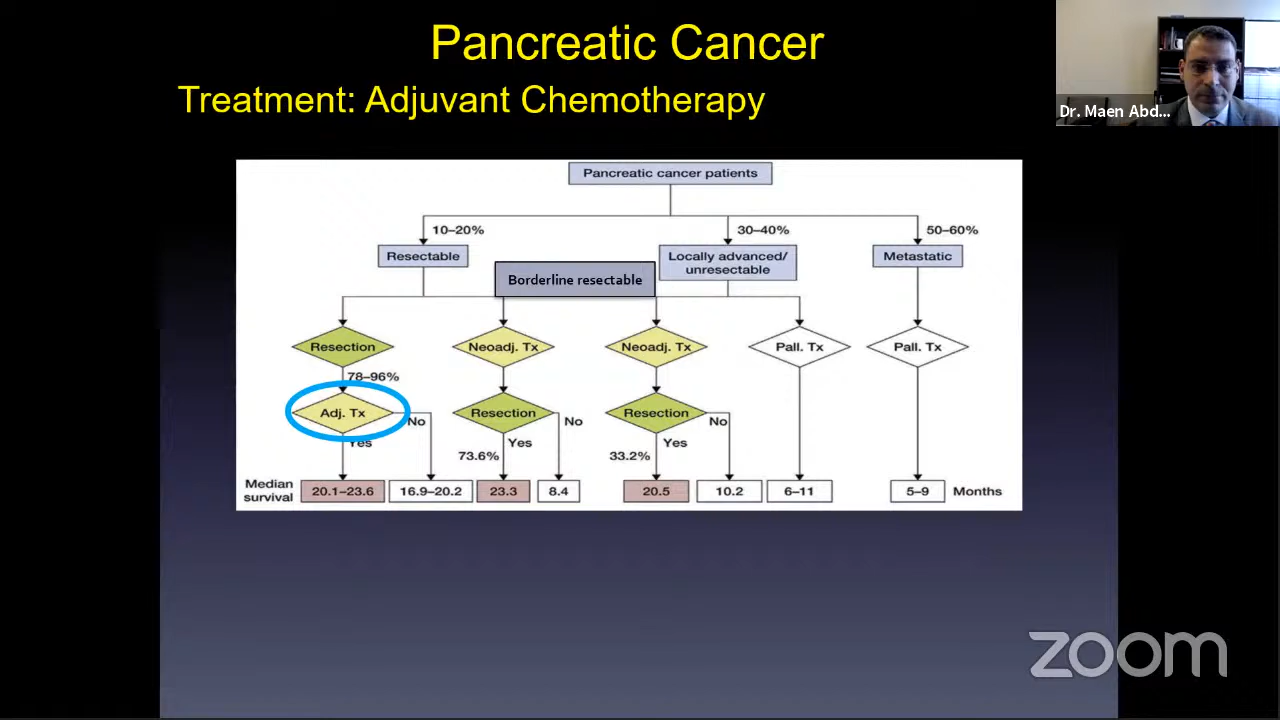 Pancreatic Cancer
Treatment: Adjuvant Chemotherapy
Dr. Maen Abd...
Pancreatic cancer patients
10–20%
30–40%
50–60%
Resectable
Locally advanced/
unresectable
Metastatic
Borderline resectable
Resection
Neoadj. Tx
Neoadj. Tx
Pall. Tx
Pall. Tx
78–96%
Adj. Tx
No
Resection
No
Resection
No
Yes
Yes
Yes
73.6%
33.2%
Median
survival
20.1–23.6
16.9–20.2
23.3
8.4
20.5
10.2
6–11
5–9
Months
zoom